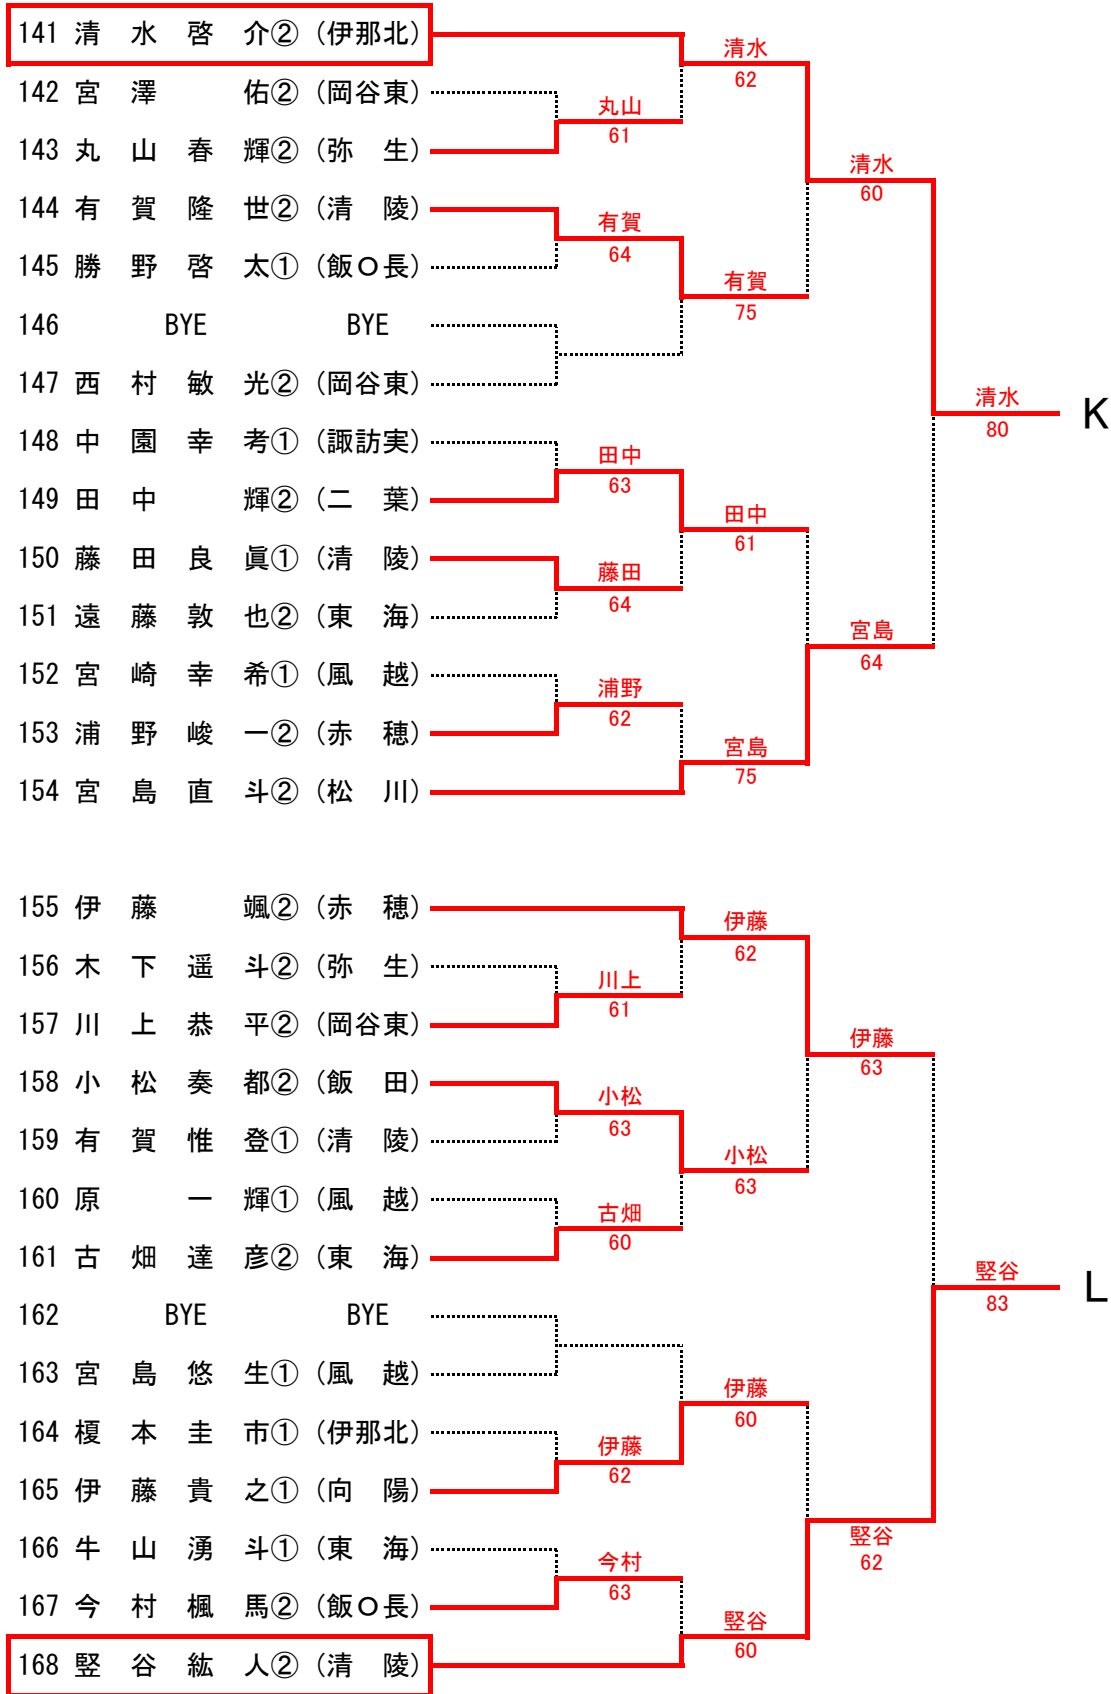 141 清 水 啓 介② (伊那北)
清水
62
142 宮 澤 佑② (岡谷東)
丸山
61
143 丸 山 春 輝② (弥 生)
清水
60
144 有 賀 隆 世② (清 陵)
有賀
64
145 勝 野 啓 太① (飯O長)
有賀
75
146 BYE BYE
147 西 村 敏 光② (岡谷東)
清水
80
K
148 中 園 幸 考① (諏訪実)
田中
63
149 田 中 輝② (二 葉)
田中
61
150 藤 田 良 眞① (清 陵)
藤田
64
151 遠 藤 敦 也② (東 海)
宮島
64
152 宮 崎 幸 希① (風 越)
浦野
62
153 浦 野 峻 一② (赤 穂)
宮島
75
154 宮 島 直 斗② (松 川)
155 伊 藤 颯② (赤 穂)
伊藤
62
156 木 下 遥 斗② (弥 生)
川上
61
157 川 上 恭 平② (岡谷東)
伊藤
63
158 小 松 奏 都② (飯 田)
小松
63
159 有 賀 惟 登① (清 陵)
小松
63
160 原 一 輝① (風 越)
古畑
60
161 古 畑 達 彦② (東 海)
竪谷
83
L
162 BYE BYE
163 宮 島 悠 生① (風 越)
伊藤
60
164 榎 本 圭 市① (伊那北)
伊藤
62
165 伊 藤 貴 之① (向 陽)
竪谷
62
166 牛 山 湧 斗① (東 海)
今村
63
167 今 村 楓 馬② (飯O長)
竪谷
60
168 竪 谷 紘 人② (清 陵)